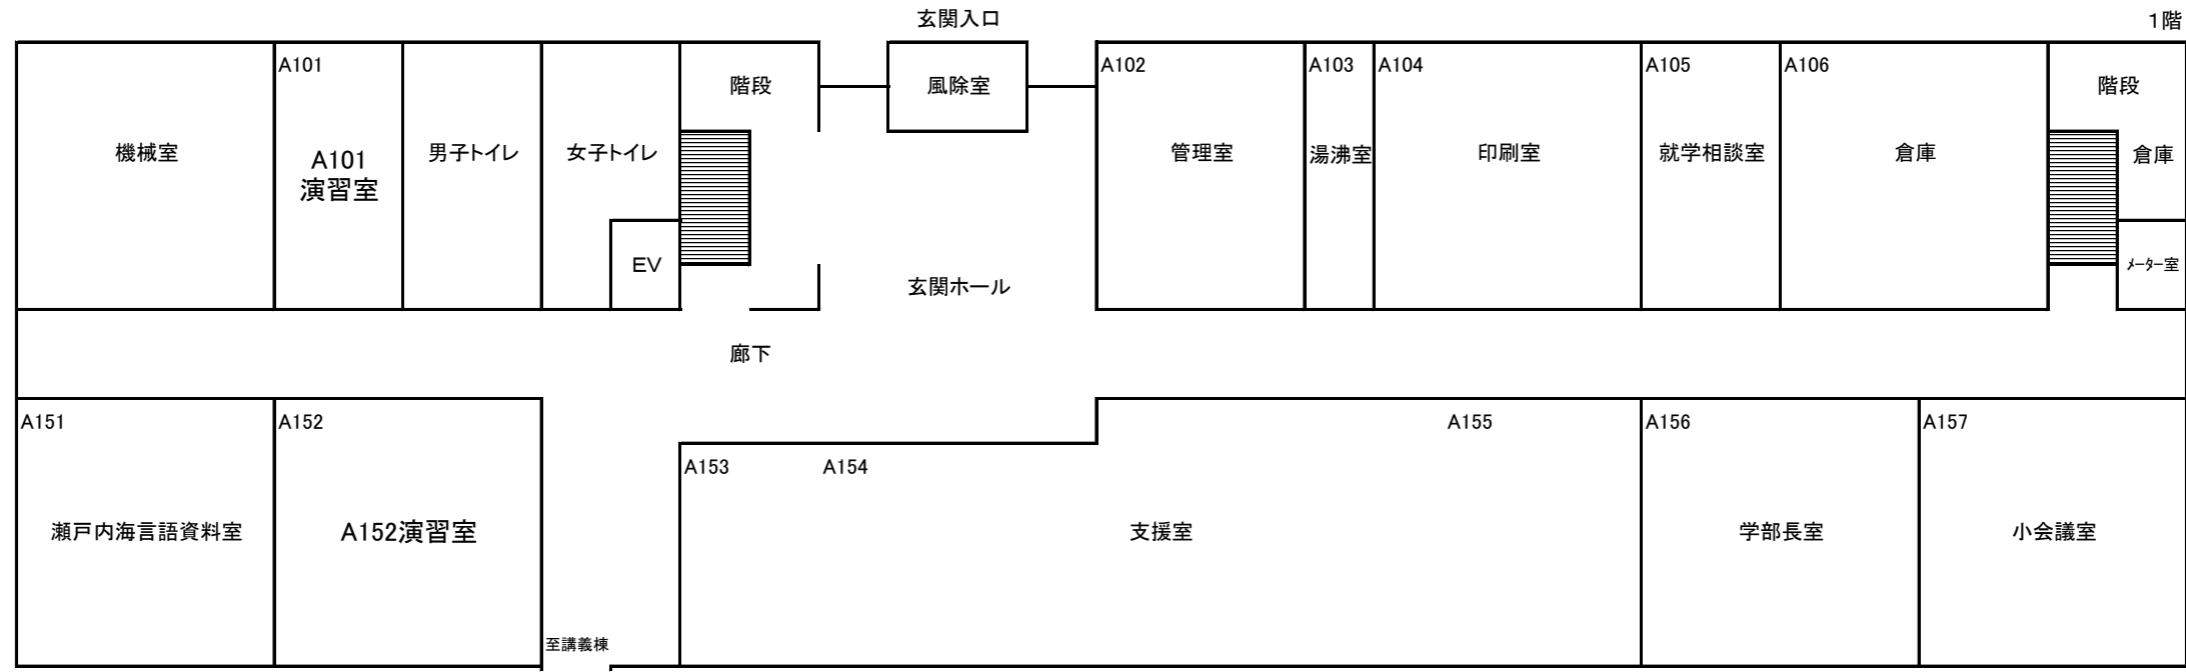 玄関入口
1階
A101
A102
A103
A104
A105
A106
階段
風除室
階段
機械室
A101
演習室
男子トイレ
女子トイレ
管理室
湯沸室
印刷室
就学相談室
倉庫
倉庫
EV
メーター室
玄関ホール
廊下
A151
A152
A155
A156
A157
A153
A154
瀬戸内海言語資料室
A152演習室
支援室
学部長室
小会議室
至講義棟